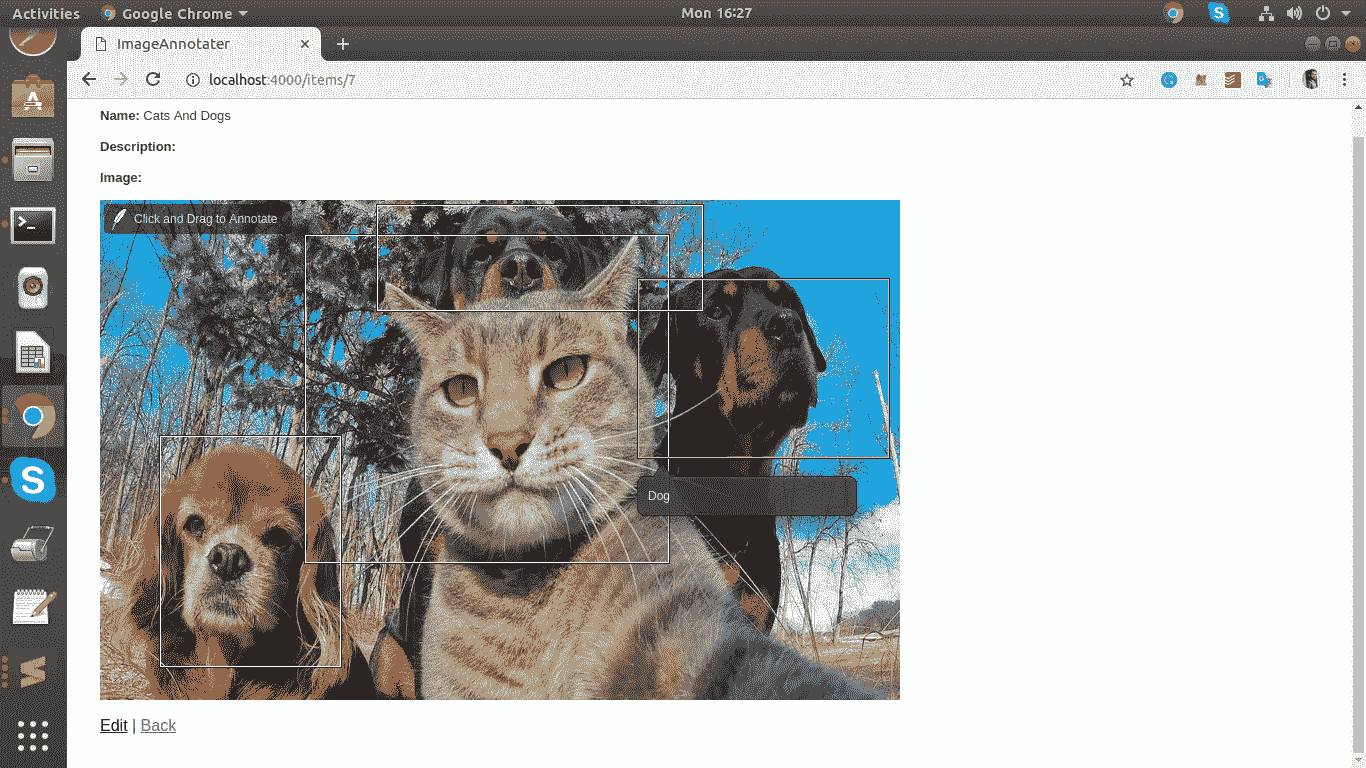 Activities Google Chrome Mon 16:27
ImageAnnotater
localhost:4000/items/7
Name: Cats And Dogs
Description:
Image:
Click and Drag to Annotate
Dog
Edit | Back